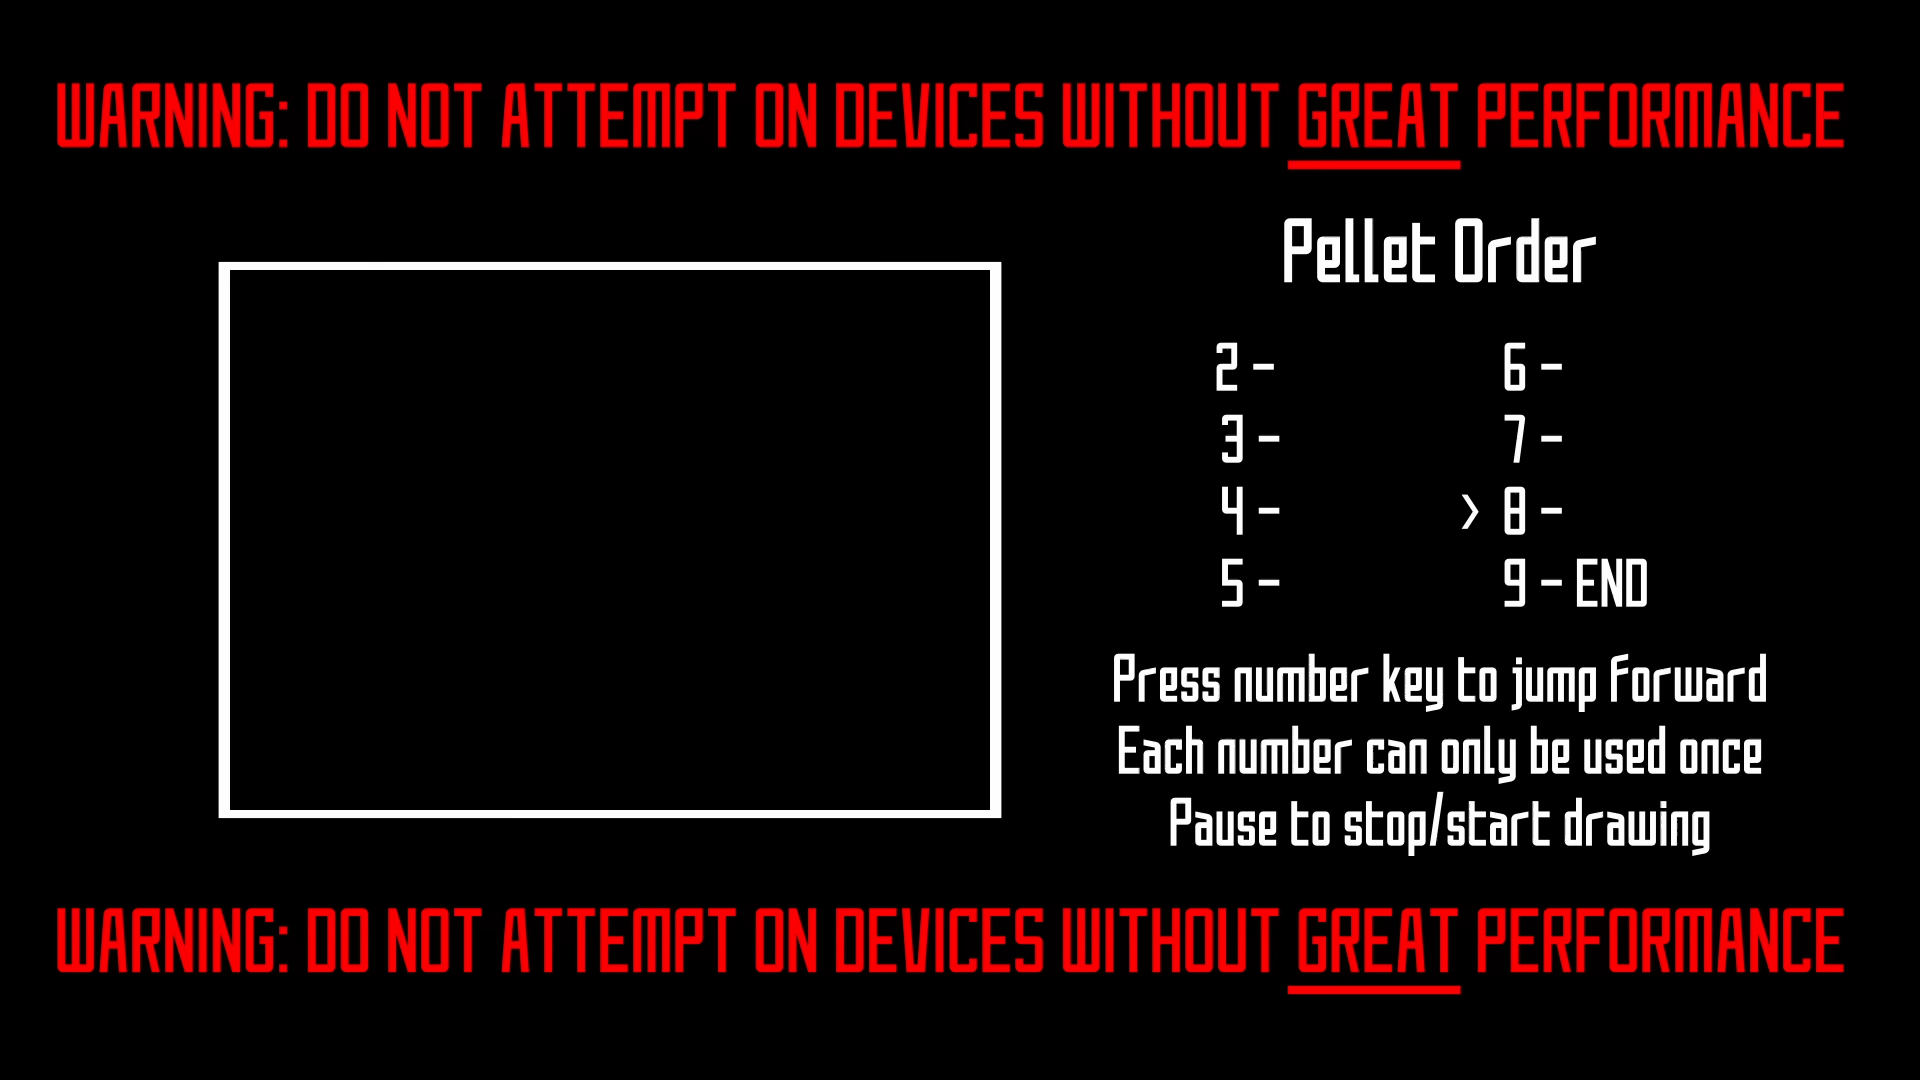 WARNING: DO NOT ATTEMPT ON DEVICES WITHOUT GREAT PERFORMANCE
Pellet Order
2 -
3 -
4 -
5 -
6 -
7 -
> 8 -
9 - END
Press number key to jump forward
Each number can only be used once
Pause to stop/start drawing
WARNING: DO NOT ATTEMPT ON DEVICES WITHOUT GREAT PERFORMANCE